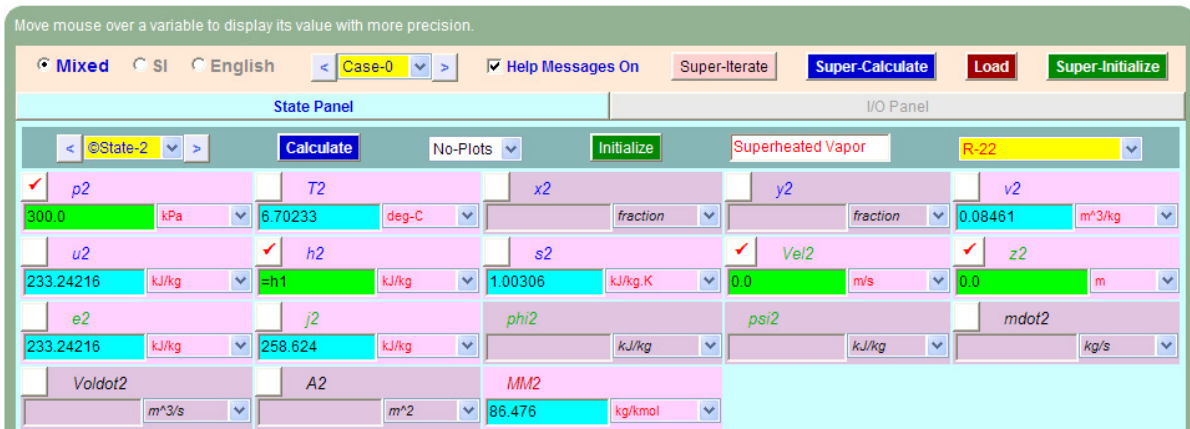 Move mouse over a variable to display its value with more precision.
Mixed SI English < Case-0 > Help Messages On Super-Iterate Super-Calculate Load Super-Initialize
State Panel I/O Panel
< ©State-2 > Calculate No-Plots Initialize Superheated Vapor R-22
p2 T2 x2 y2 v2
300.0 kPa 6.70233 deg-C fraction fraction 0.08461 m^3/kg
u2 h2 s2 Vel2 z2
233.24216 kJ/kg =h1 kJ/kg 1.00306 kJ/kg.K 0.0 m/s 0.0 m
e2 j2 phi2 psi2 mdot2
233.24216 kJ/kg 258.624 kJ/kg kJ/kg kJ/kg kg/s
Voldot2 A2 MM2
m^3/s m^2 86.476 kg/kmol